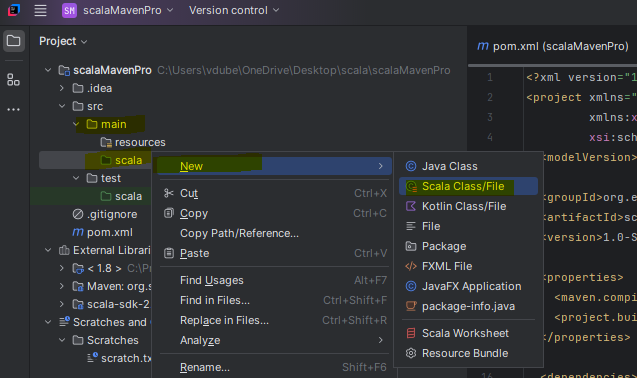 SM scalaMavenPro Version control
Project
scalaMavenPro C:\Users\vdube\OneDrive\Desktop\scala\scalaMavenPro
.idea
src
main
resources
scala
test
scala
.gitignore
pom.xml
External Librari
< 1.8 > C:\Pr
Maven: org.s
scala-sdk-2
Scratches and C
Scratches
scratch.tx
New
Cut Ctrl+X
Copy Ctrl+C
Copy Path/Reference...
Paste Ctrl+V
Find Usages Alt+F7
Find in Files... Ctrl+Shift+F
Replace in Files... Ctrl+Shift+R
Analyze
Rename... Shift+F6
Java Class
Scala Class/File
Kotlin Class/File
File
Package
FXML File
JavaFX Application
package-info.java
Scala Worksheet
Resource Bundle
m pom.xml (scalaMavenPro)
1 <?xml version="1
2 <project xmlns="
3 xmlns:x
4 xsi:sch
<modelVersion>
<groupId>org.e
<artifactId>sc
<version>1.0-S
<properties>
<maven.compi
<project.bui
</properties>
16 <dependencies>